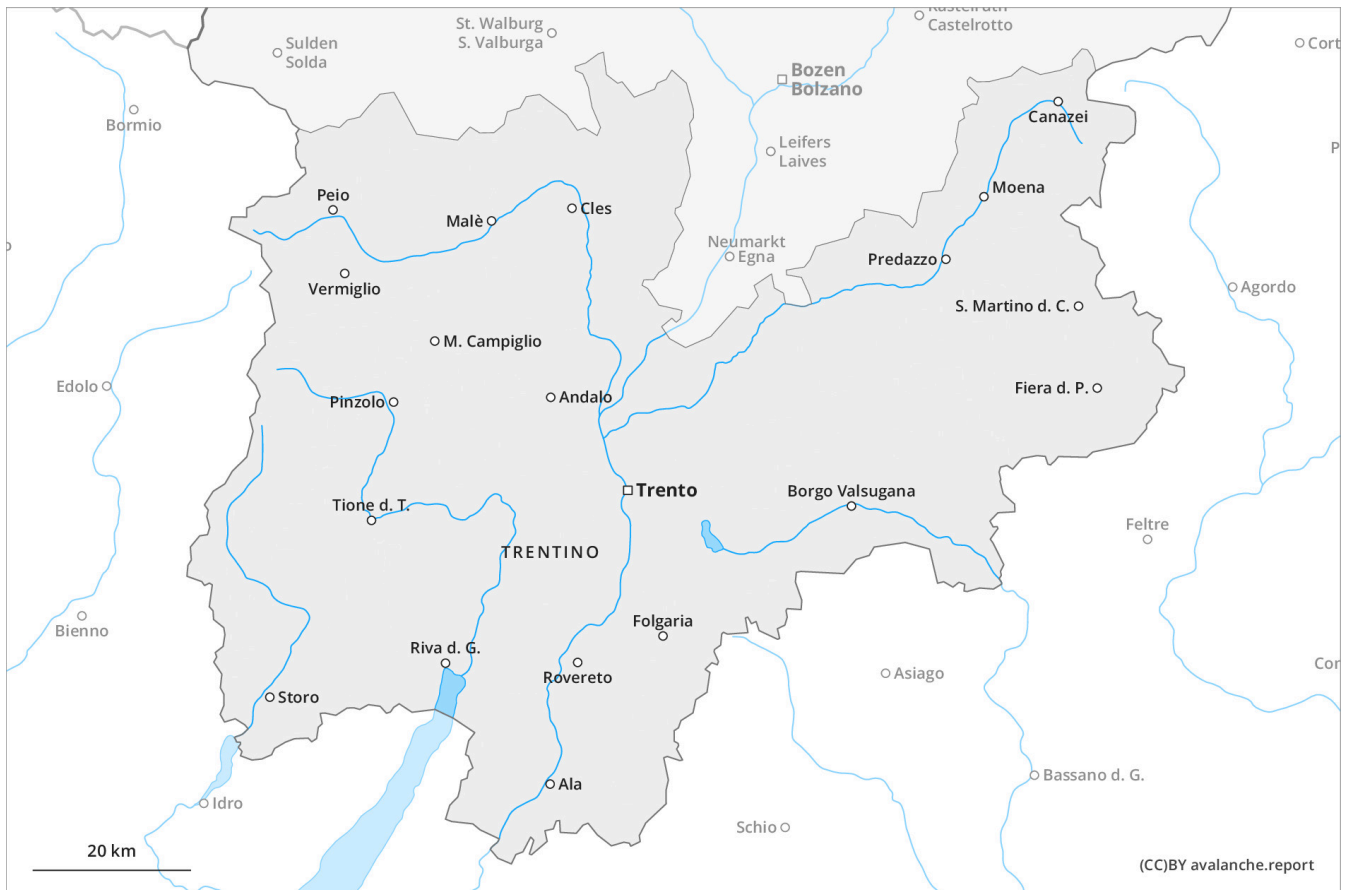 Kastelruth
Castelrotto
St. Walburg
S. Valburga
Sulden
Solda
Cort
Bozen
Bolzano
Bormio
Canazei
Leifers
Laives
P
Moena
Peio
Malè
Cles
Neumarkt
Egna
Predazzo
Vermiglio
Agordo
S. Martino d. C.
M. Campiglio
Edolo
Fiera d. P.
Pinzolo
Andalo
Trento
Borgo Valsugana
Tione d. T.
Feltre
TRENTINO
Folgaria
Bienno
Riva d. G.
Rovereto
Cor
Asiago
Storo
Bassano d. G.
Ala
Idro
Schio
20 km
(CC)BY avalanche.report